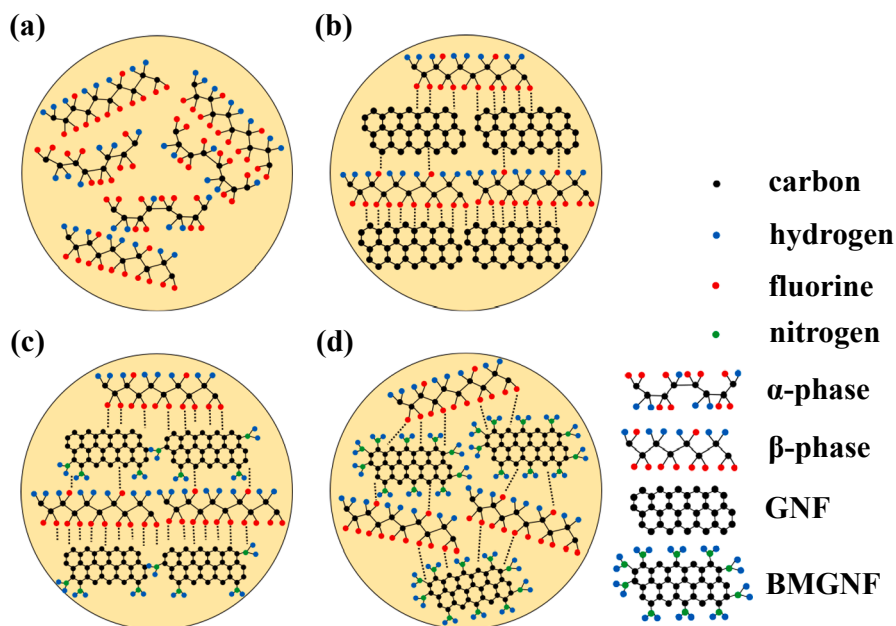 (a)
(b)
carbon
hydrogen
fluorine
nitrogen
(c)
(d)
α-phase
β-phase
GNF
BMGNF